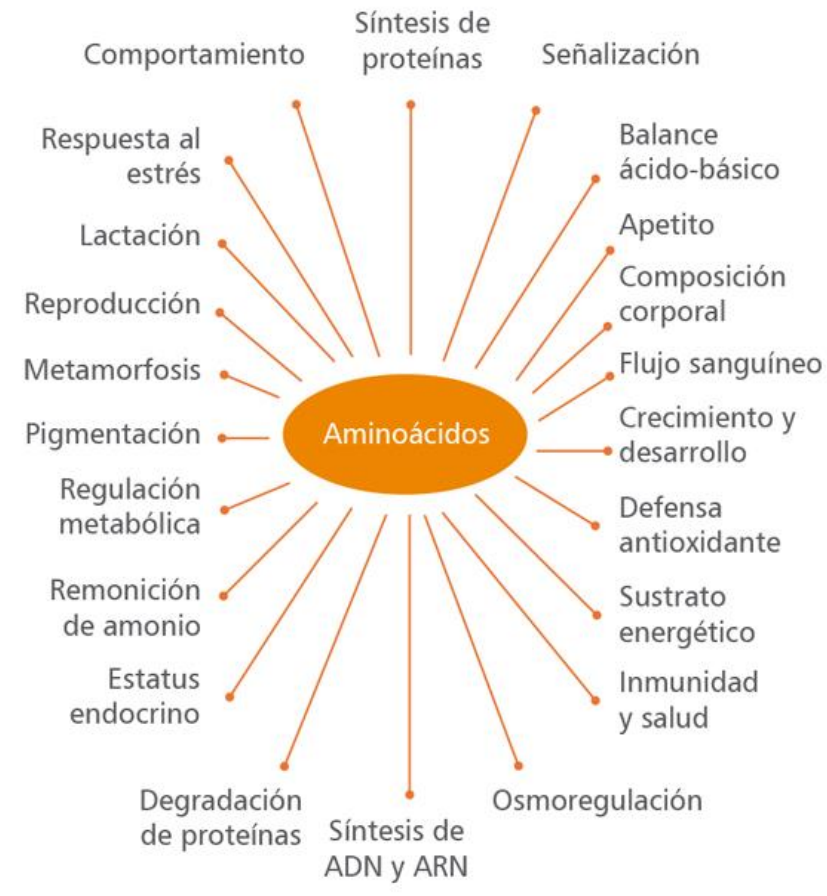 Síntesis de
proteínas
Señalización
Balance
ácido-básico
Apetito
Composición
corporal
Flujo sanguíneo
Crecimiento y
desarrollo
Defensa
antioxidante
Sustrato
energético
Inmunidad
y salud
Osmoregulación
Síntesis de
ADN y ARN
Degradación
de proteínas
Estatus
endocrino
Remonición
de amonio
Regulación
metabólica
Pigmentación
Metamorfosis
Reproducción
Lactación
Respuesta al
estrés
Comportamiento
Aminoácidos